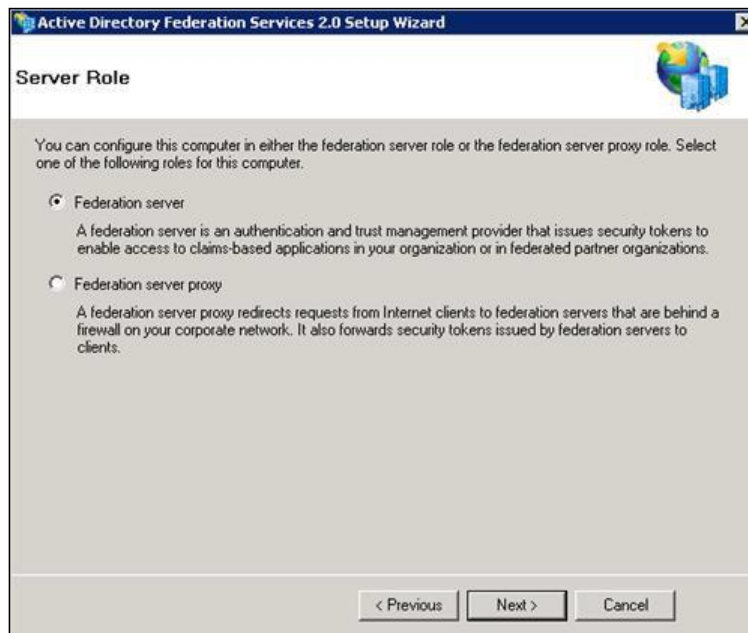 Active Directory Federation Services 2.0 Setup Wizard
Server Role
You can configure this computer in either the federation server role or the federation server proxy role. Select
one of the following roles for this computer.
Federation server
A federation server is an authentication and trust management provider that issues security tokens to
enable access to claims-based applications in your organization or in federated partner organizations.
Federation server proxy
A federation server proxy redirects requests from Internet clients to federation servers that are behind a
firewall on your corporate network. It also forwards security tokens issued by federation servers to
clients.
< Previous
Next >
Cancel